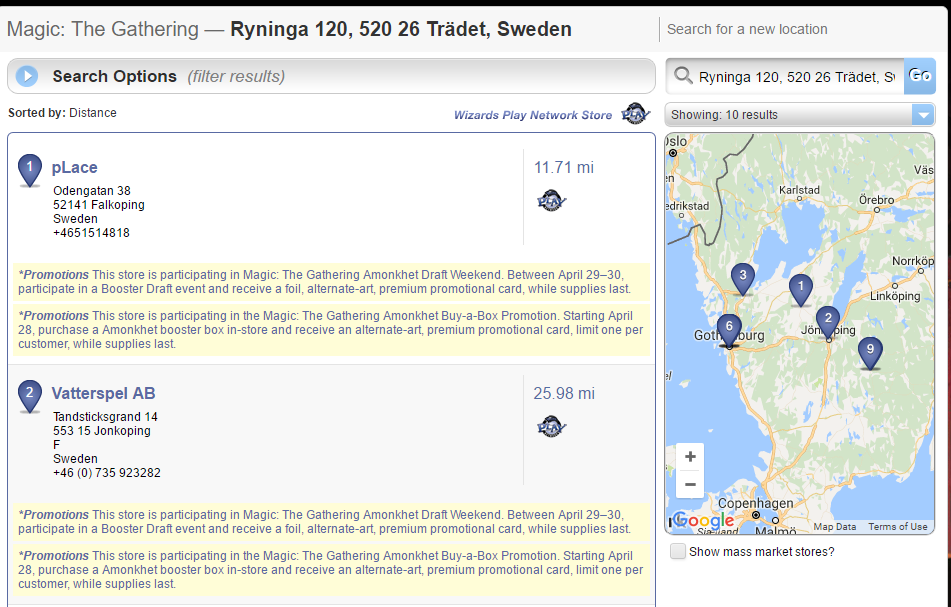 Magic: The Gathering — Ryninga 120, 520 26 Trädet, Sweden
Search for a new location
Search Options (filter results)
Ryninga 120, 520 26 Trädet, Sv
Go
Sorted by: Distance
Wizards Play Network Store
PLAY
Showing: 10 results
1
pLace
11.71 mi
PLAY
Odengatan 38
52141 Falkoping
Sweden
+4651514818
*Promotions This store is participating in Magic: The Gathering Amonkhet Draft Weekend. Between April 29–30,
participate in a Booster Draft event and receive a foil, alternate-art, premium promotional card, while supplies last.
*Promotions This store is participating in the Magic: The Gathering Amonkhet Buy-a-Box Promotion. Starting April
28, purchase a Amonkhet booster box in-store and receive an alternate-art, premium promotional card, limit one per
customer, while supplies last.
2
Vatterspel AB
25.98 mi
PLAY
Tandsticksgrand 14
553 15 Jonkoping
F
Sweden
+46 (0) 735 923282
*Promotions This store is participating in Magic: The Gathering Amonkhet Draft Weekend. Between April 29–30,
participate in a Booster Draft event and receive a foil, alternate-art, premium promotional card, while supplies last.
*Promotions This store is participating in the Magic: The Gathering Amonkhet Buy-a-Box Promotion. Starting April
28, purchase a Amonkhet booster box in-store and receive an alternate-art, premium promotional card, limit one per
customer, while supplies last.
Oslo
Väs
Karlstad
Örebro
edrikstad
Norrköp
Linköping
3
1
2
6
9
Jönk ping
Goth burg
+
−
Copenhagen
Google
Malmö
Map Data
Terms of Use
Show mass market stores?